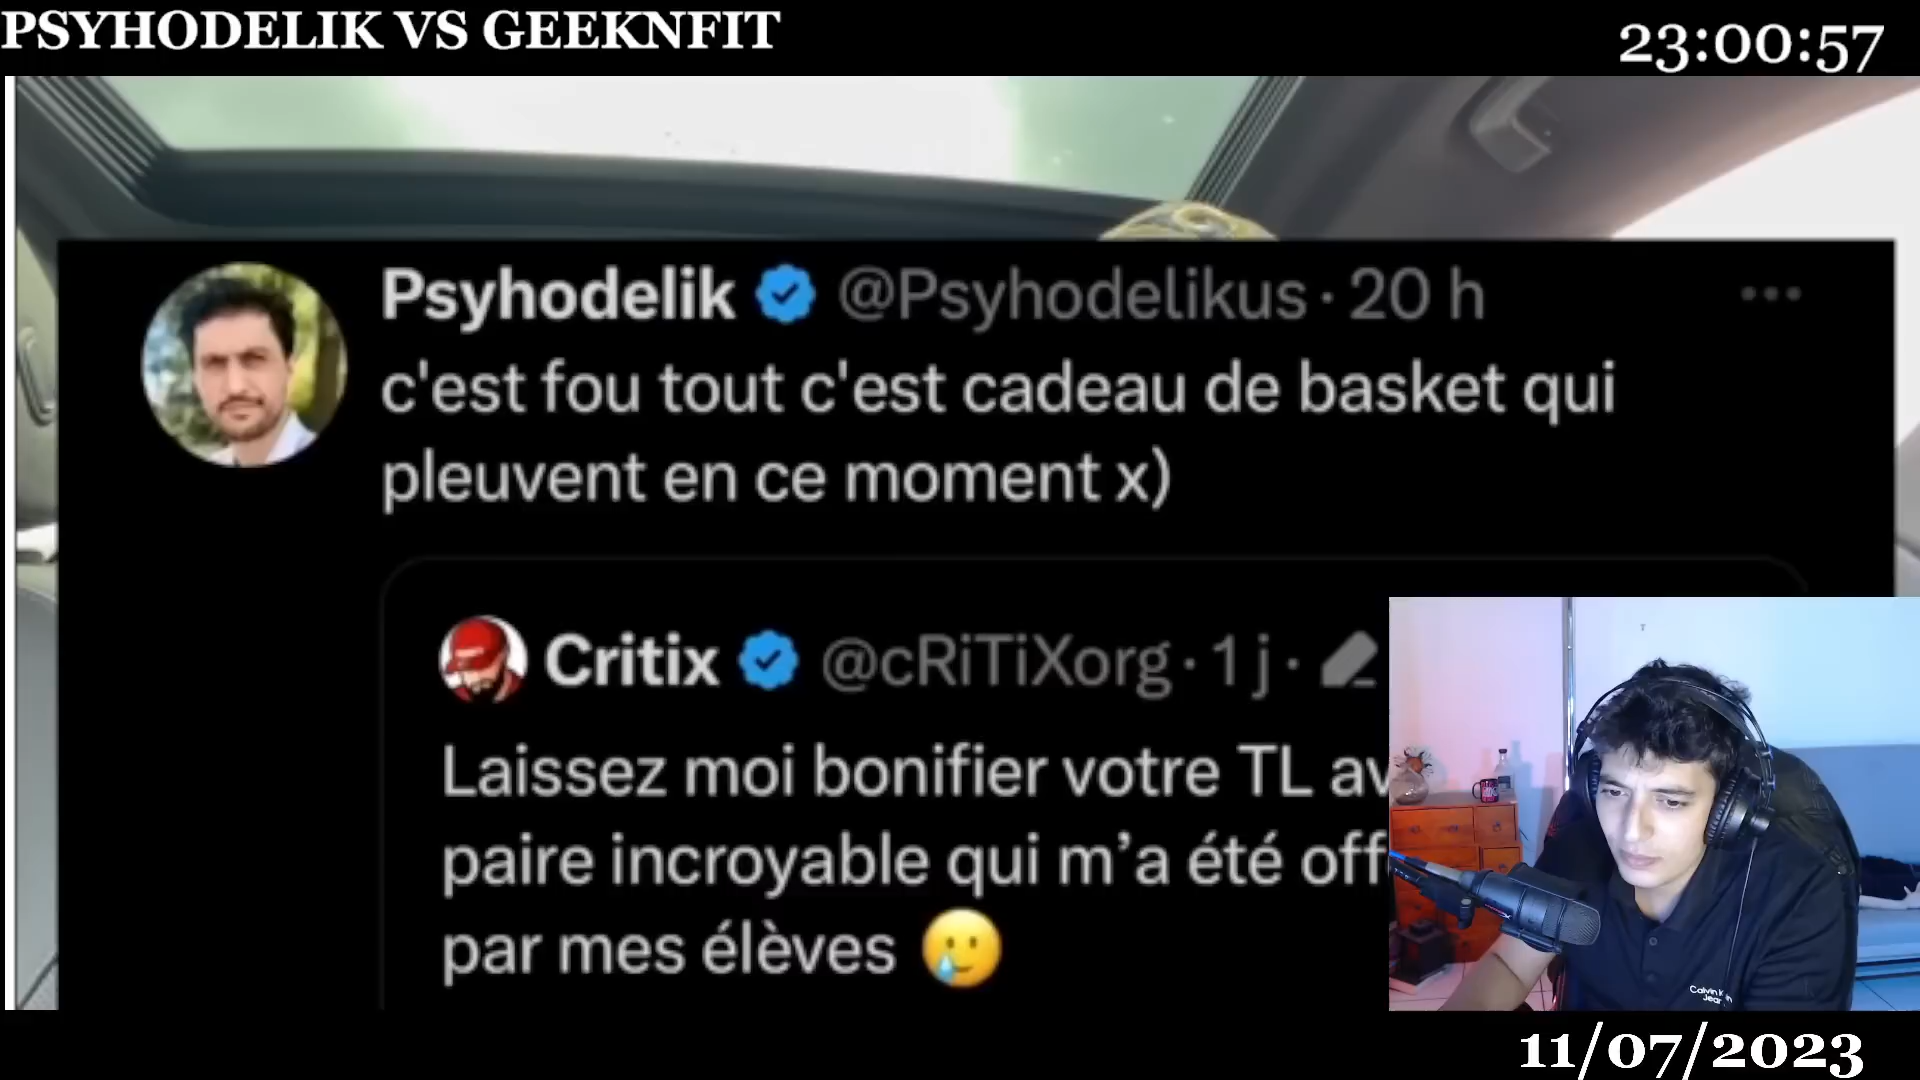 PSYHODELIK VS GEEKNFIT
23:00:57
Psyhodelik @Psyhodelikus · 20 h
c'est fou tout c'est cadeau de basket qui
pleuvent en ce moment x)
Critix @cRiTiXorg · 1 j ·
Laissez moi bonifier votre TL
paire incroyable qui m’a été
par mes élèves 🥲
Calvin
Jea
11/07/2023